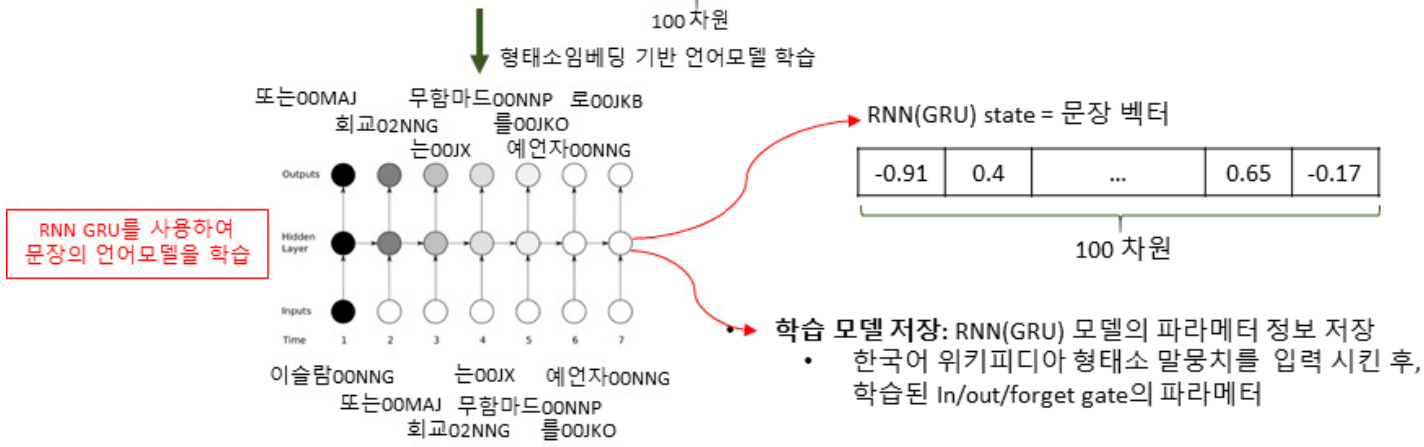 100 차원
형태소임베딩 기반 언어모델 학습
또는00MAJ 무함마드00NNP 로00JKB
회교02NNG 를00JKO
는00JX 예언자00NNG
Outputs
Hidden
Layer
Inputs
Time 1 2 3 4 5 6 7
이슬람00NNG 는00JX 예언자00NNG
또는00MAJ 무함마드00NNP
회교02NNG 를00JKO
RNN GRU를 사용하여
문장의 언어모델을 학습
RNN(GRU) state = 문장 벡터
-0.91 0.4 ... 0.65 -0.17
100 차원
• 학습 모델 저장: RNN(GRU) 모델의 파라메터 정보 저장
• 한국어 위키피디아 형태소 말뭉치를 입력 시킨 후,
학습된 In/out/forget gate의 파라메터